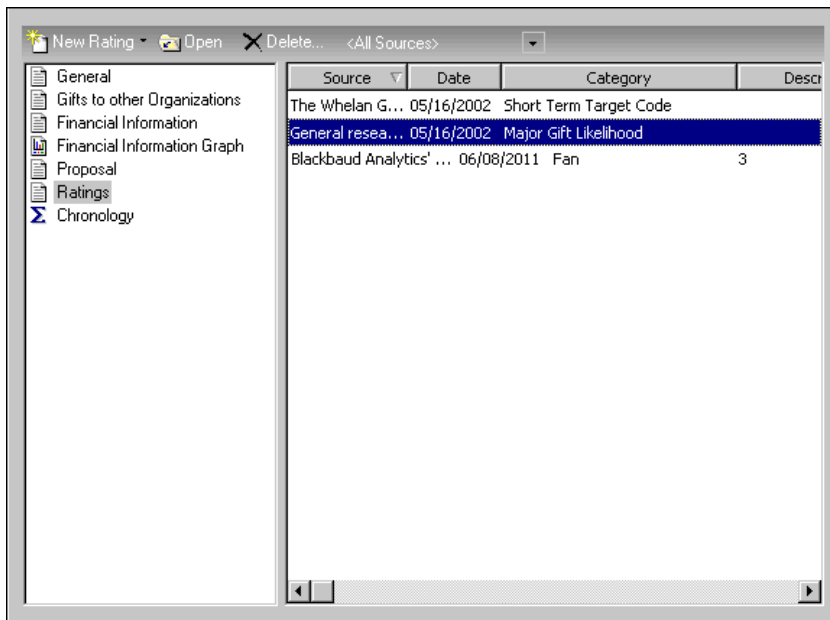 New Rating Open Delete... <All Sources>
General
Gifts to other Organizations
Financial Information
Financial Information Graph
Proposal
Ratings
Chronology
Source Date Category Descr
The Whelan G... 05/16/2002 Short Term Target Code
General resea... 05/16/2002 Major Gift Likelihood
Blackbaud Analytics' ... 06/08/2011 Fan 3